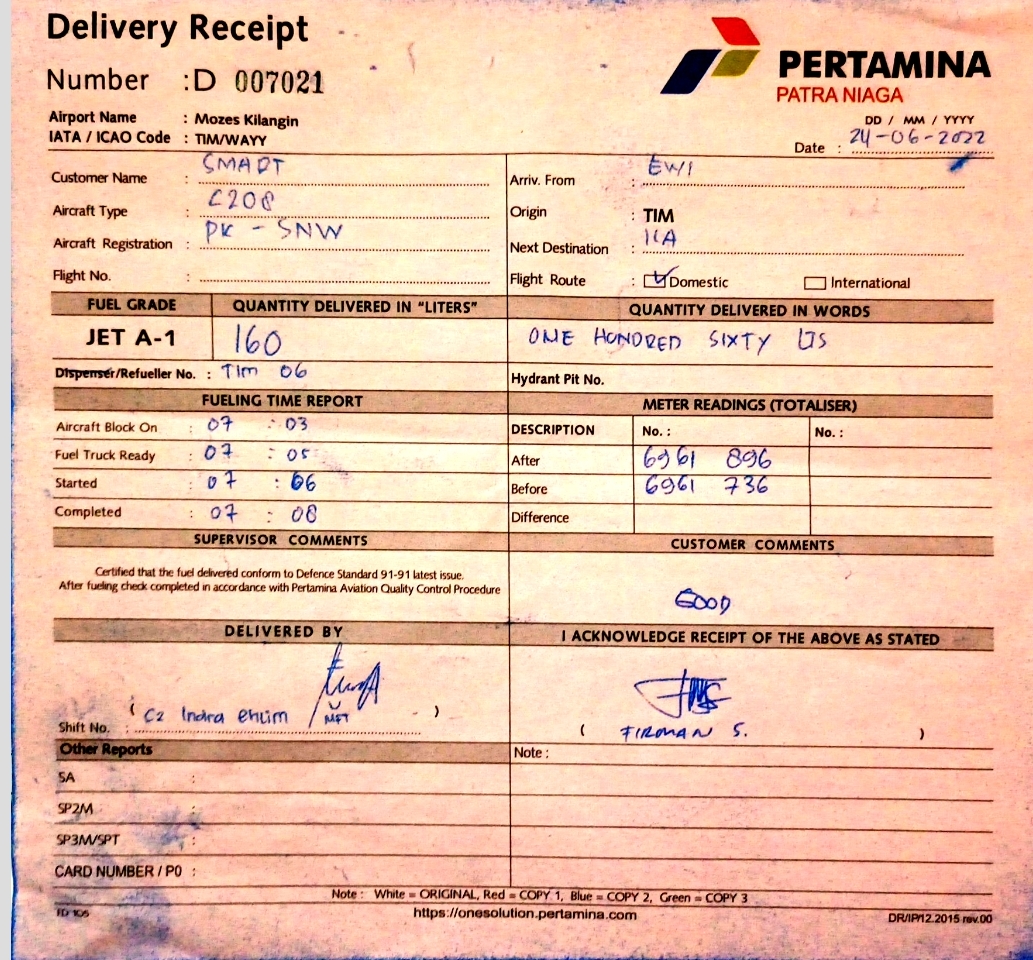 Delivery Receipt
Number : D 007021
PERTAMINA
PATRA NIAGA
Airport Name : Mozes Kilangin
IATA / ICAO Code : TIM/WAYY
DD / MM / YYYY
Date : 24-06-2022
Customer Name : SMART
Aircraft Type : C208
Aircraft Registration : PK - SNW
Flight No. :
Arriv. From : EWI
Origin : TIM
Next Destination :
Flight Route : Domestic International
FUEL GRADE QUANTITY DELIVERED IN "LITERS" QUANTITY DELIVERED IN WORDS
JET A-1 160 ONE HONDRED SIXTY LTS
Dispenser/Refueller No. : TIM 06 Hydrant Pit No.
FUELING TIME REPORT
Aircraft Block On : 07 : 03
Fuel Truck Ready : 07 : 05
Started : 07 : 06
Completed : 07 : 08
METER READINGS (TOTALISER)
DESCRIPTION No. : No. :
After 6961 896
Before 6961 736
Difference
SUPERVISOR COMMENTS
Certified that the fuel delivered conform to Defence Standard 91-91 latest issue.
After fueling check completed in accordance with Pertamina Aviation Quality Control Procedure
CUSTOMER COMMENTS
GOOD
DELIVERED BY
Shift No. : ( C2 Indra )
I ACKNOWLEDGE RECEIPT OF THE ABOVE AS STATED
( FIRMAN S. )
Other Reports
SA :
SP2M :
SP3M/SPT :
CARD NUMBER / P0 :
Note :
Note : White = ORIGINAL, Red = COPY 1, Blue = COPY 2, Green = COPY 3
FD 105 https://onesolution.pertamina.com DR/IP/12.2015 rev.00